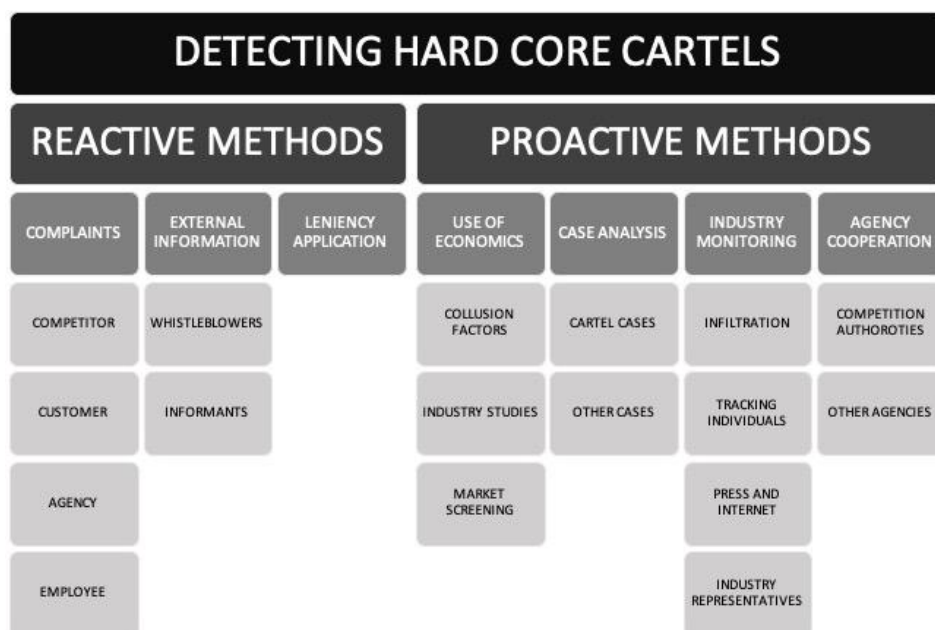 DETECTING HARD CORE CARTELS
REACTIVE METHODS
PROACTIVE METHODS
COMPLAINTS
EXTERNAL
INFORMATION
LENIENCY
APPLICATION
USE OF
ECONOMICS
CASE ANALYSIS
INDUSTRY
MONITORING
AGENCY
COOPERATION
COMPETITOR
WHISTLEBLOWERS
COLLUSION
FACTORS
CARTEL CASES
INFILTRATION
COMPETITION
AUTHOROTIES
CUSTOMER
INFORMANTS
INDUSTRY STUDIES
OTHER CASES
TRACKING
INDIVIDUALS
OTHER AGENCIES
AGENCY
MARKET
SCREENING
PRESS AND
INTERNET
EMPLOYEE
INDUSTRY
REPRESENTATIVES